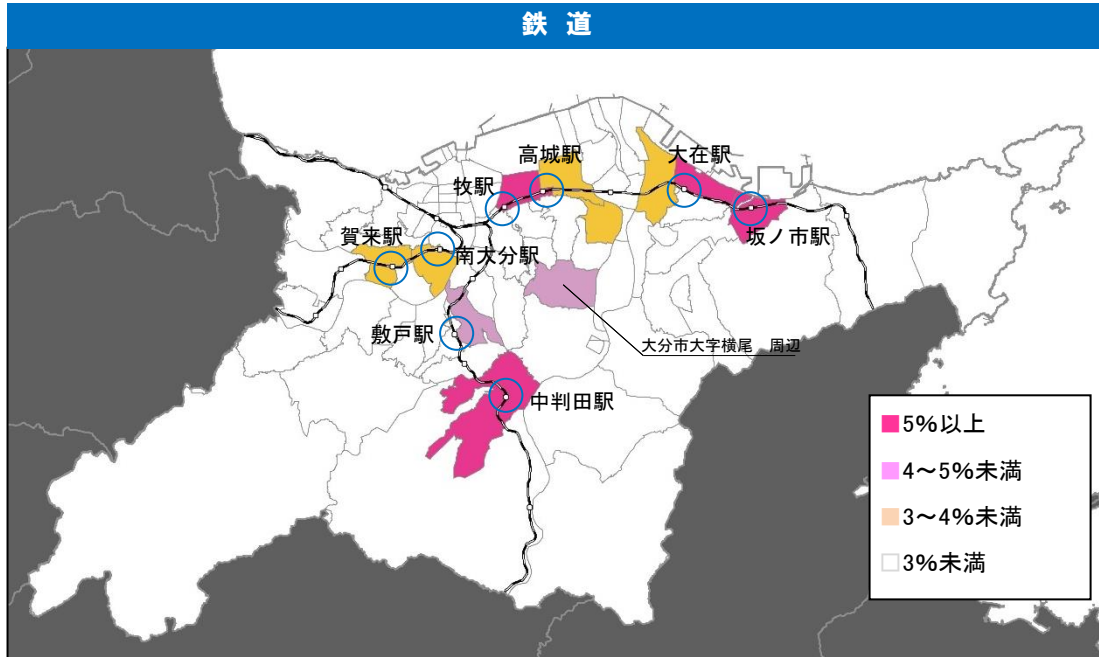 鉄 道
高城駅
大在駅
牧駅
賀来駅
南大分駅
坂ノ市駅
敷戸駅
大分市大字横尾 周辺
中判田駅
5%以上
4~5%未満
3~4%未満
3%未満